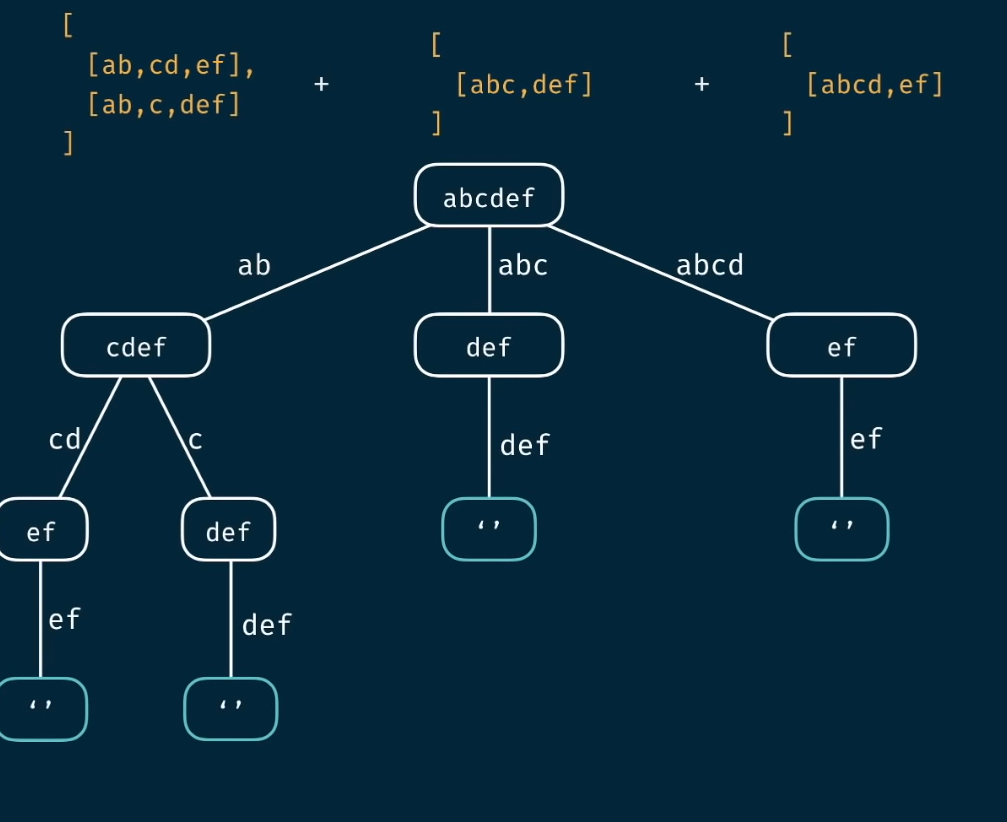 [
[ab,cd,ef],
[ab,c,def]
]
+
[
[abc,def]
]
+
[
[abcd,ef]
]
abcdef
ab
abc
abcd
cdef
def
ef
cd
c
def
ef
ef
def
‘’
‘’
ef
def
‘’
‘’